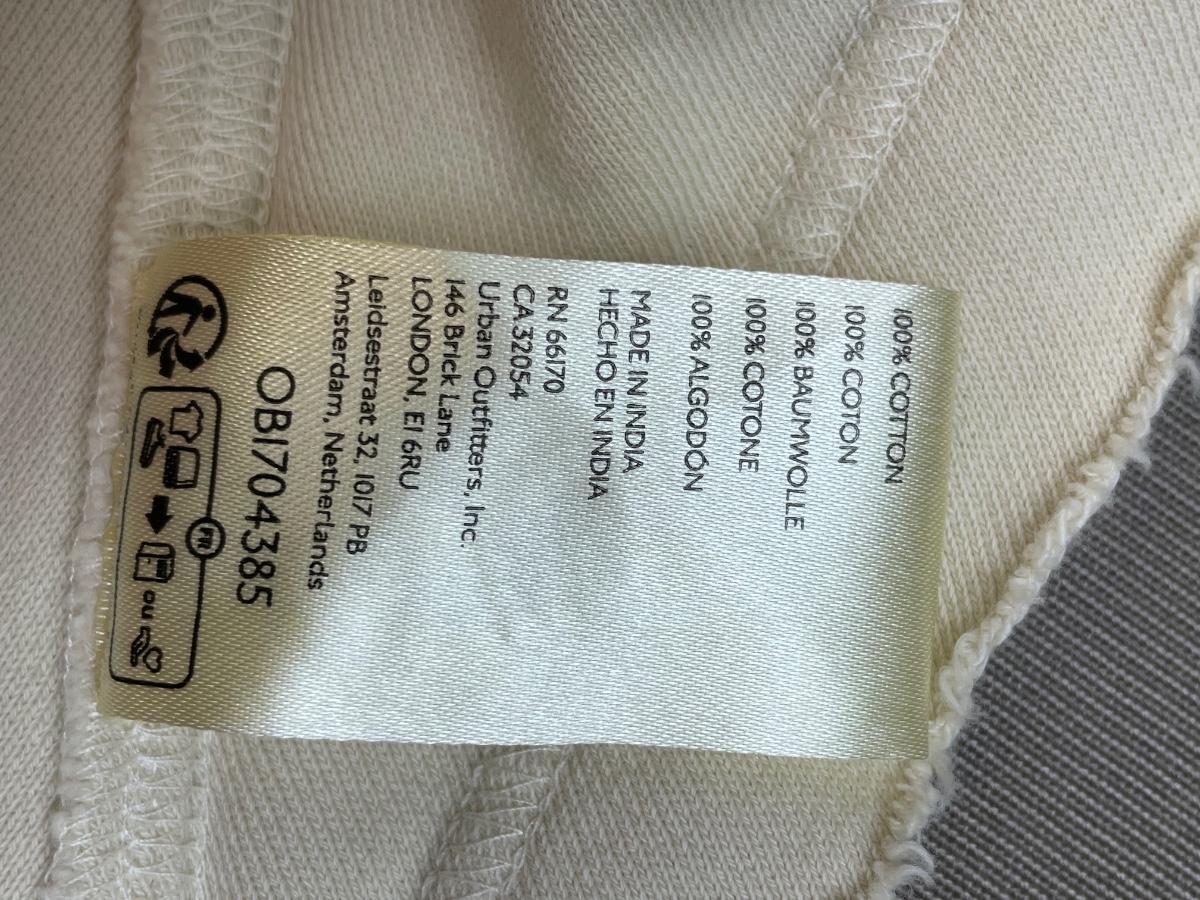 100% COTTON
100% COTON
100% BAUMWOLLE
100% COTONE
100% ALGODÓN
MADE IN INDIA
HECHO EN INDIA
RN 66170
CA 32054
Urban Outfitters, Inc.
146 Brick Lane
LONDON, E1 6RU
Leidsestraat 32, 1017 PB
Amsterdam, Netherlands
OB1704385
FR
ou